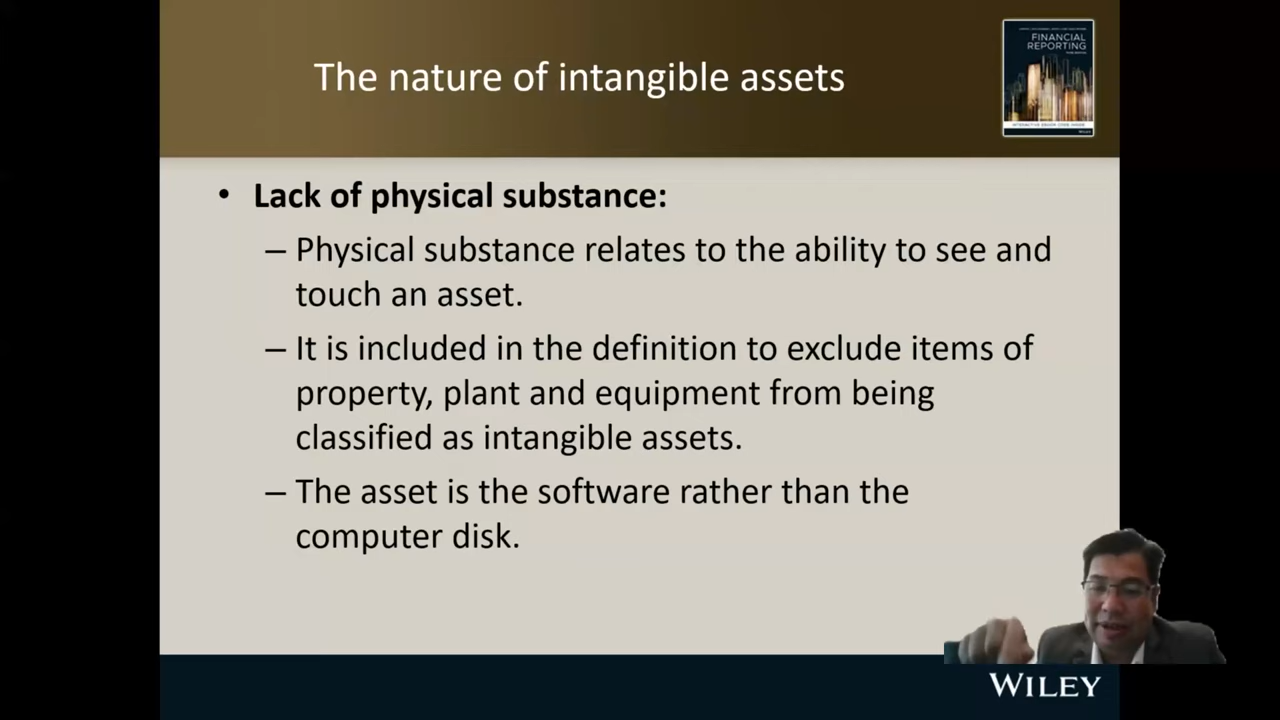 The nature of intangible assets
FINANCIAL
REPORTING
• Lack of physical substance:
– Physical substance relates to the ability to see and
touch an asset.
– It is included in the definition to exclude items of
property, plant and equipment from being
classified as intangible assets.
– The asset is the software rather than the
computer disk.
WILEY